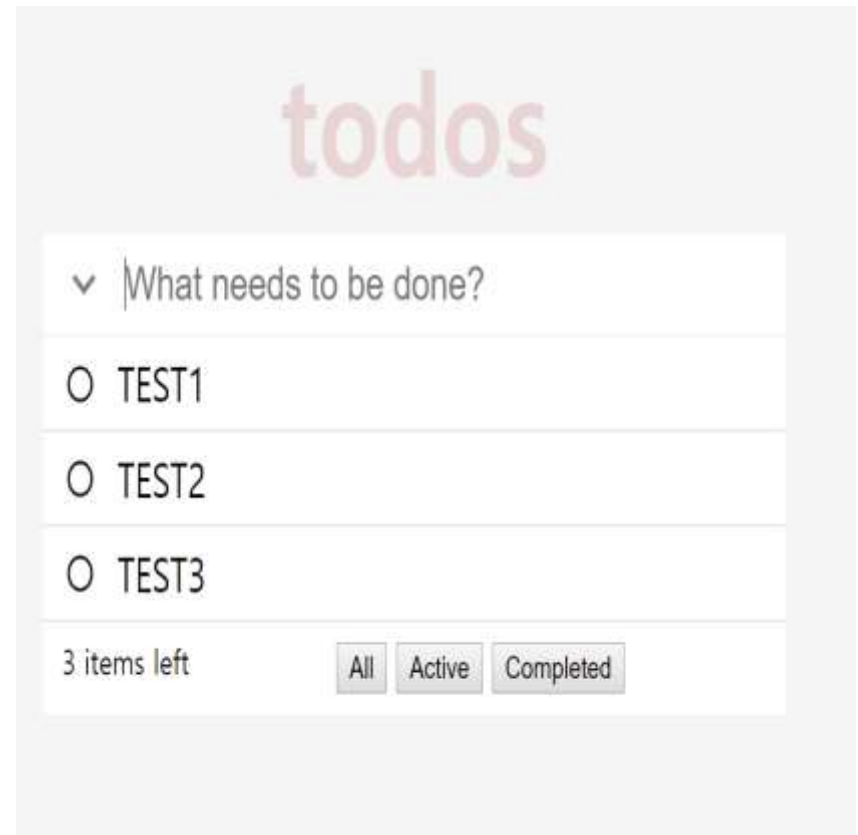 todos
What needs to be done?
TEST1
TEST2
TEST3
3 items left All Active Completed